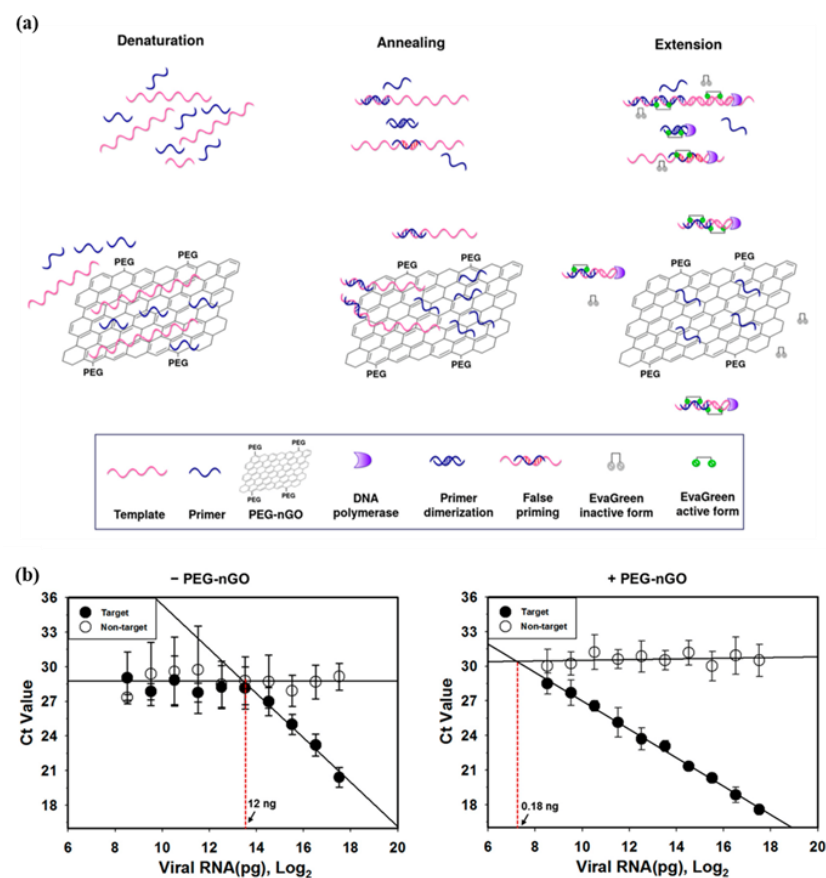 (a)
Denaturation Annealing Extension
PEG PEG PEG PEG PEG PEG
PEG PEG PEG PEG PEG PEG
PEG PEG
PEG PEG
Template Primer PEG-nGO DNA polymerase Primer dimerization False priming EvaGreen inactive form EvaGreen active form
(b)
− PEG-nGO + PEG-nGO
36 33 30 27 24 21 18
Ct Value
Target
Non-target
12 ng
6 8 10 12 14 16 18 20
Viral RNA(pg), Log2
36 33 30 27 24 21 18
Ct Value
Target
Non-target
0.18 ng
6 8 10 12 14 16 18 20
Viral RNA(pg), Log2